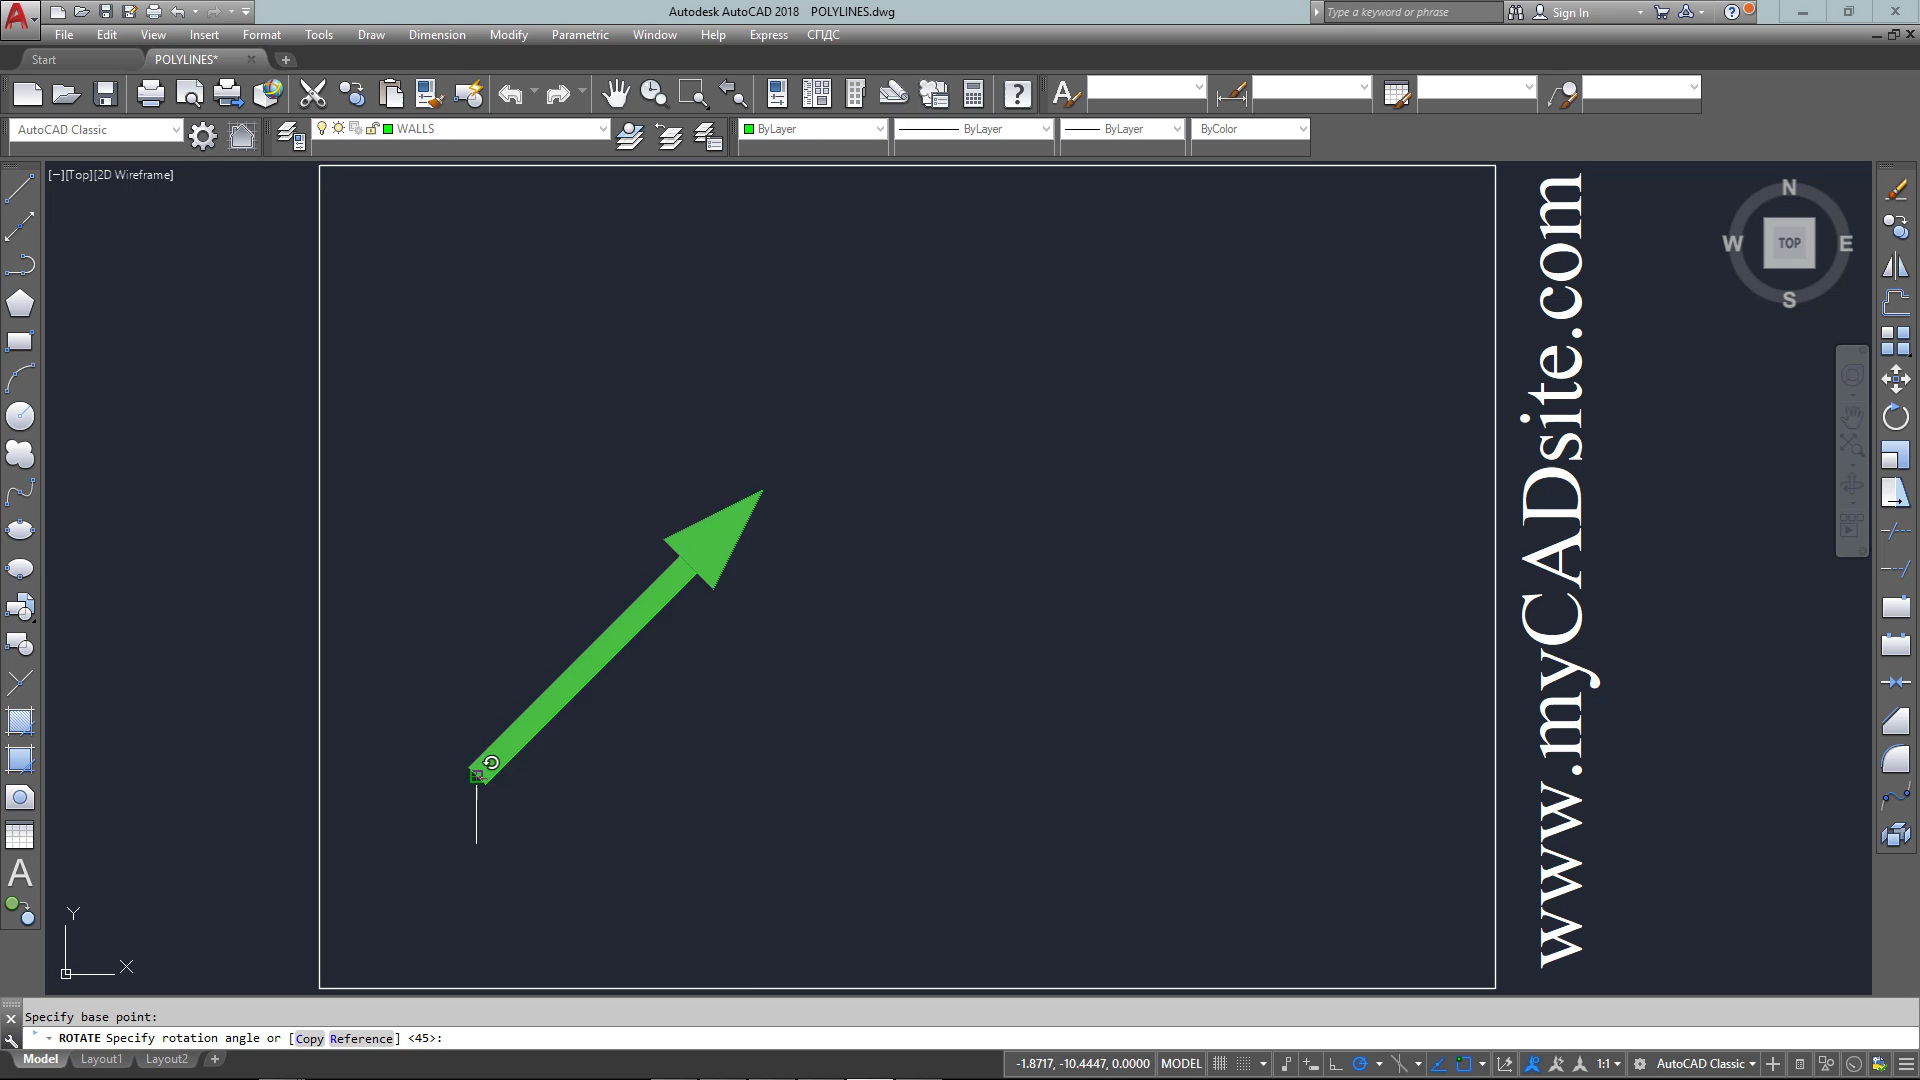 Autodesk AutoCAD 2018 POLYLINES.dwg
Type a keyword or phrase
Sign In
File Edit View Insert Format Tools Draw Dimension Modify Parametric Window Help Express СПДС
Start
POLYLINES*
AutoCAD Classic
WALLS
ByLayer
ByLayer
ByLayer
ByColor
[−][Top][2D Wireframe]
N
W
TOP
E
S
www.myCADsite.com
A
Y
X
Specify base point:
ROTATE Specify rotation angle or [Copy Reference] <45>:
Model Layout1 Layout2
-1.8717, -10.4447, 0.0000 MODEL
1:1
AutoCAD Classic